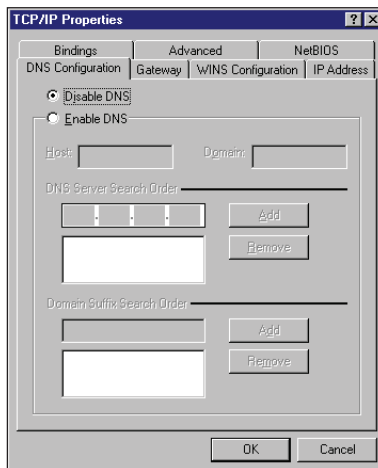 TCP/IP Properties
Bindings Advanced NetBIOS
DNS Configuration Gateway WINS Configuration IP Address
Disable DNS
Enable DNS
Host: Domain:
DNS Server Search Order
. . .
Add
Remove
Domain Suffix Search Order
Add
Remove
OK Cancel